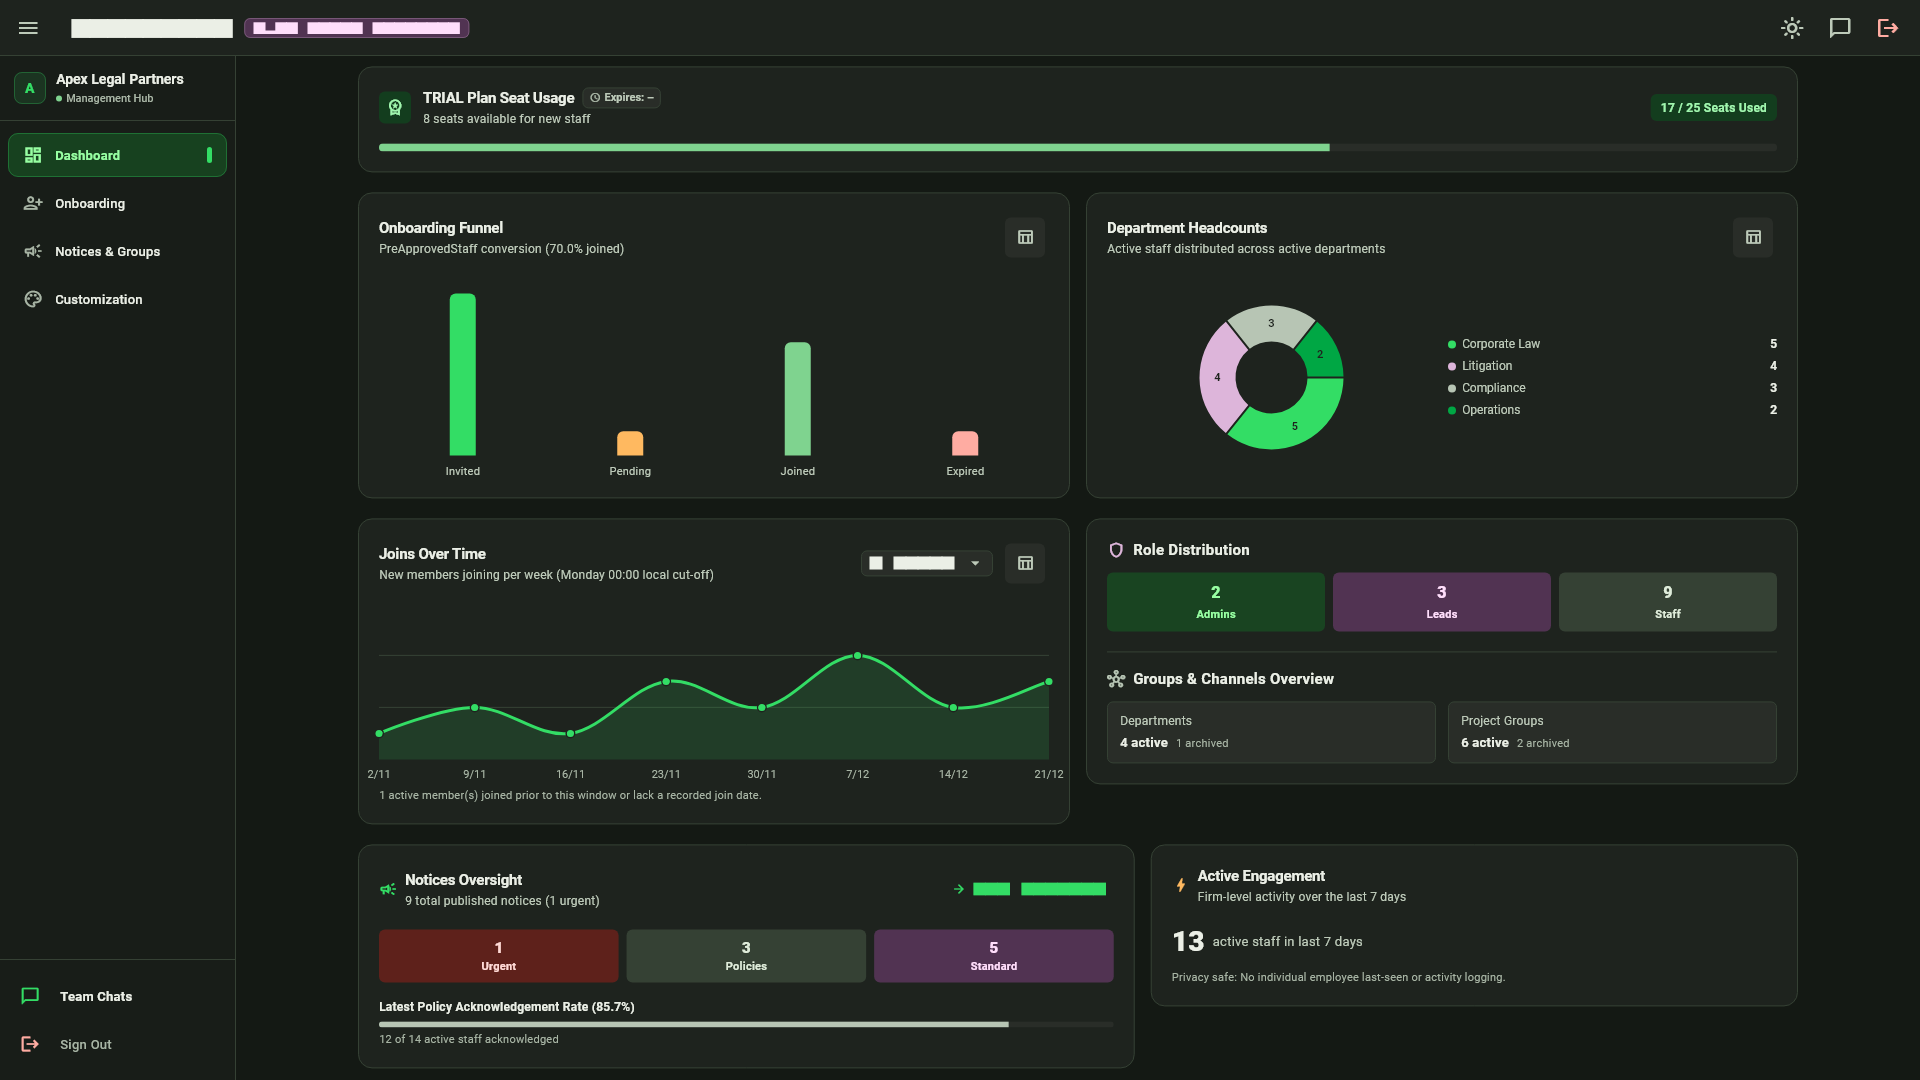 Apex Legal Partners
Management Hub
Dashboard
Onboarding
Notices & Groups
Customization
Team Chats
Sign Out
TRIAL Plan Seat Usage
Expires: –
8 seats available for new staff
17 / 25 Seats Used
Onboarding Funnel
PreApprovedStaff conversion (70.0% joined)
Invited
Pending
Joined
Expired
Department Headcounts
Active staff distributed across active departments
3
2
4
5
Corporate Law 5
Litigation 4
Compliance 3
Operations 2
Joins Over Time
New members joining per week (Monday 00:00 local cut-off)
2/11 9/11 16/11 23/11 30/11 7/12 14/12 21/12
1 active member(s) joined prior to this window or lack a recorded join date.
Role Distribution
2
Admins
3
Leads
9
Staff
Groups & Channels Overview
Departments
4 active 1 archived
Project Groups
6 active 2 archived
Notices Oversight
9 total published notices (1 urgent)
1
Urgent
3
Policies
5
Standard
Latest Policy Acknowledgement Rate (85.7%)
12 of 14 active staff acknowledged
Active Engagement
Firm-level activity over the last 7 days
13 active staff in last 7 days
Privacy safe: No individual employee last-seen or activity logging.
A